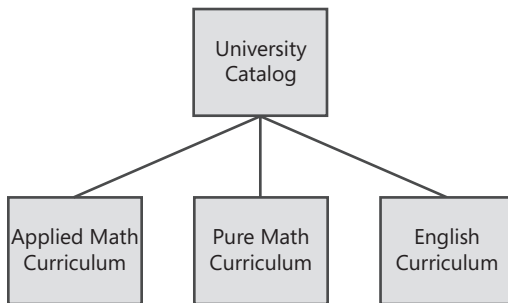 University
Catalog
Applied Math
Curriculum
Pure Math
Curriculum
English
Curriculum